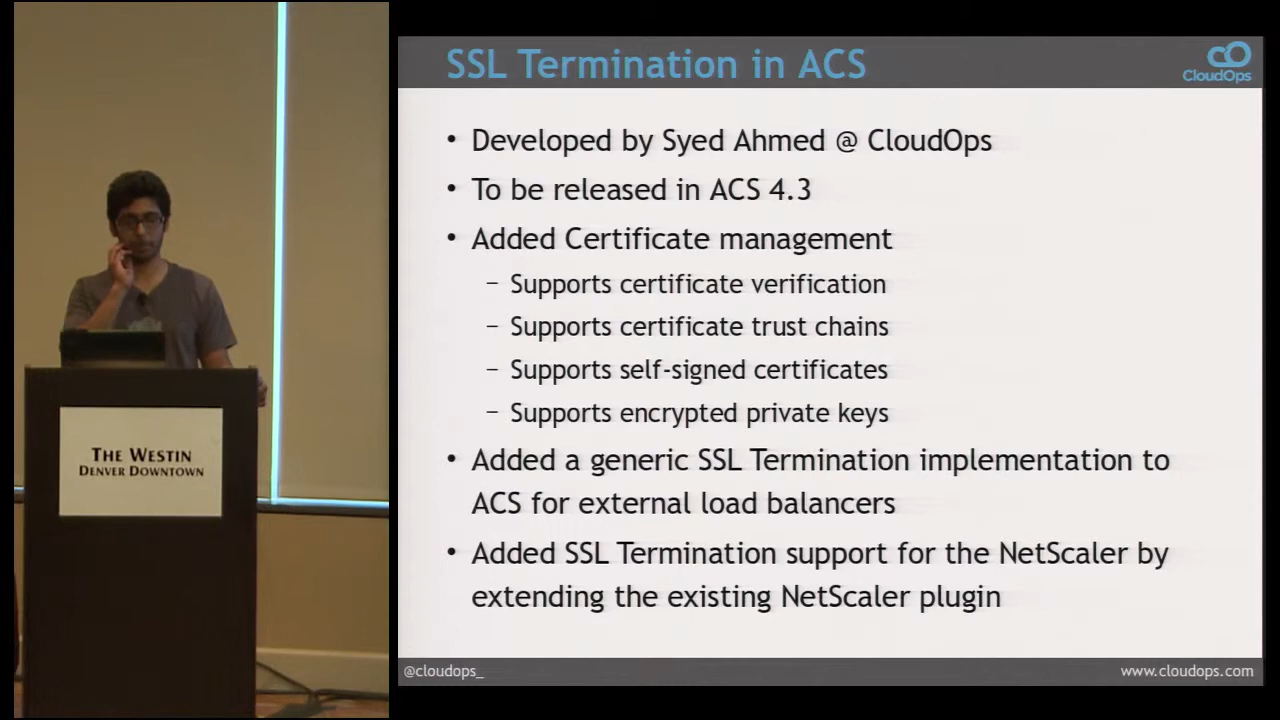 SSL Termination in ACS
CloudOps
• Developed by Syed Ahmed @ CloudOps
• To be released in ACS 4.3
• Added Certificate management
– Supports certificate verification
– Supports certificate trust chains
– Supports self-signed certificates
– Supports encrypted private keys
• Added a generic SSL Termination implementation to
ACS for external load balancers
• Added SSL Termination support for the NetScaler by
extending the existing NetScaler plugin
@cloudops_
www.cloudops.com
THE WESTIN
DENVER DOWNTOWN